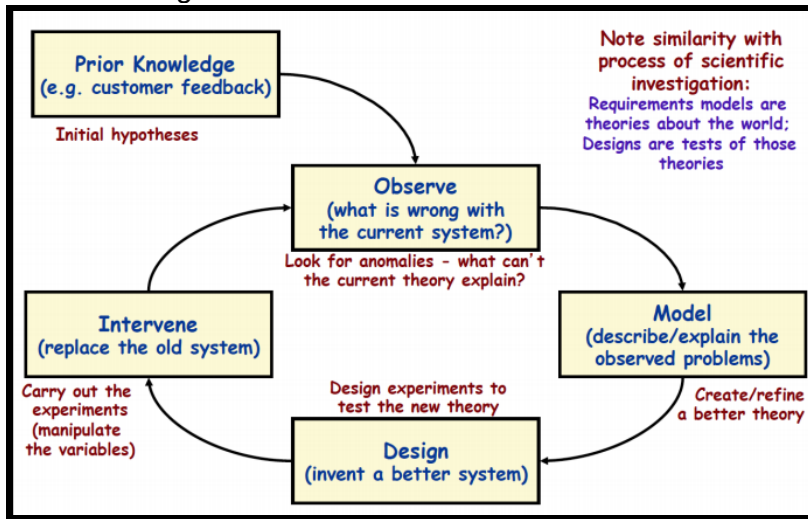 Prior Knowledge
(e.g. customer feedback)
Initial hypotheses
Note similarity with
process of scientific
investigation:
Requirements models are
theories about the world;
Designs are tests of those
theories
Observe
(what is wrong with
the current system?)
Look for anomalies - what can't
the current theory explain?
Model
(describe/explain the
observed problems)
Create/refine
a better theory
Design experiments to
test the new theory
Design
(invent a better system)
Intervene
(replace the old system)
Carry out the
experiments
(manipulate
the variables)